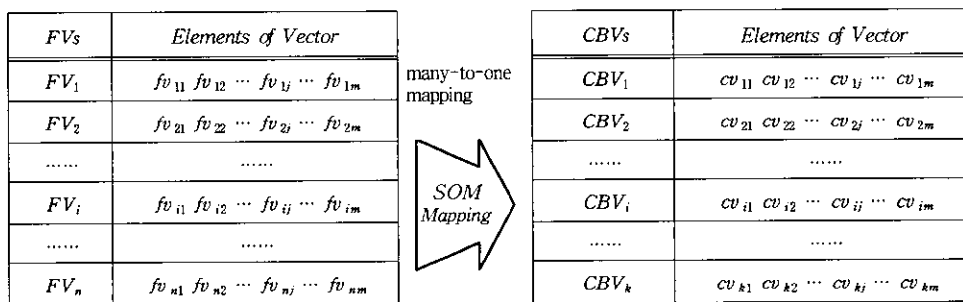 FVs Elements of Vector
FV₁ fv₁₁ fv₁₂ ⋯ fv₁ⱼ ⋯ fv₁ₘ
FV₂ fv₂₁ fv₂₂ ⋯ fv₂ⱼ ⋯ fv₂ₘ
⋯⋯ ⋯⋯
FVᵢ fvᵢ₁ fvᵢ₂ ⋯ fvᵢⱼ ⋯ fvᵢₘ
⋯⋯ ⋯⋯
FVₙ fvₙ₁ fvₙ₂ ⋯ fvₙⱼ ⋯ fvₙₘ
many-to-one
mapping
SOM
Mapping
CBVs Elements of Vector
CBV₁ cv₁₁ cv₁₂ ⋯ cv₁ⱼ ⋯ cv₁ₘ
CBV₂ cv₂₁ cv₂₂ ⋯ cv₂ⱼ ⋯ cv₂ₘ
⋯⋯ ⋯⋯
CBVᵢ cvᵢ₁ cvᵢ₂ ⋯ cvᵢⱼ ⋯ cvᵢₘ
⋯⋯ ⋯⋯
CBVₖ cvₖ₁ cvₖ₂ ⋯ cvₖⱼ ⋯ cvₖₘ